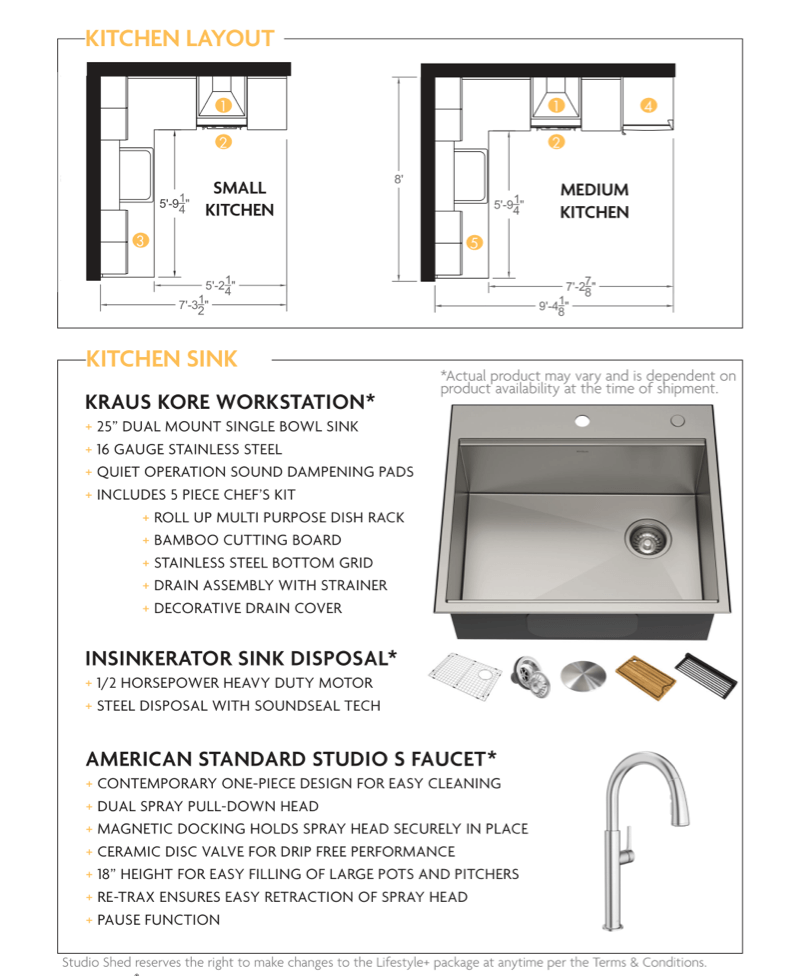 KITCHEN LAYOUT
1
2
3
SMALL
KITCHEN
5'-9 1/4"
5'-2 1/4"
7'-3 1/2"
1
2
4
5
MEDIUM
KITCHEN
8'
5'-9 1/4"
7'-2 7/8"
9'-4 1/8"
KITCHEN SINK
*Actual product may vary and is dependent on
product availability at the time of shipment.
KRAUS KORE WORKSTATION*
+ 25” DUAL MOUNT SINGLE BOWL SINK
+ 16 GAUGE STAINLESS STEEL
+ QUIET OPERATION SOUND DAMPENING PADS
+ INCLUDES 5 PIECE CHEF’S KIT
+ ROLL UP MULTI PURPOSE DISH RACK
+ BAMBOO CUTTING BOARD
+ STAINLESS STEEL BOTTOM GRID
+ DRAIN ASSEMBLY WITH STRAINER
+ DECORATIVE DRAIN COVER
INSINKERATOR SINK DISPOSAL*
+ 1/2 HORSEPOWER HEAVY DUTY MOTOR
+ STEEL DISPOSAL WITH SOUNDSEAL TECH
AMERICAN STANDARD STUDIO S FAUCET*
+ CONTEMPORARY ONE-PIECE DESIGN FOR EASY CLEANING
+ DUAL SPRAY PULL-DOWN HEAD
+ MAGNETIC DOCKING HOLDS SPRAY HEAD SECURELY IN PLACE
+ CERAMIC DISC VALVE FOR DRIP FREE PERFORMANCE
+ 18” HEIGHT FOR EASY FILLING OF LARGE POTS AND PITCHERS
+ RE-TRAX ENSURES EASY RETRACTION OF SPRAY HEAD
+ PAUSE FUNCTION
Studio Shed reserves the right to make changes to the Lifestyle+ package at anytime per the Terms & Conditions.